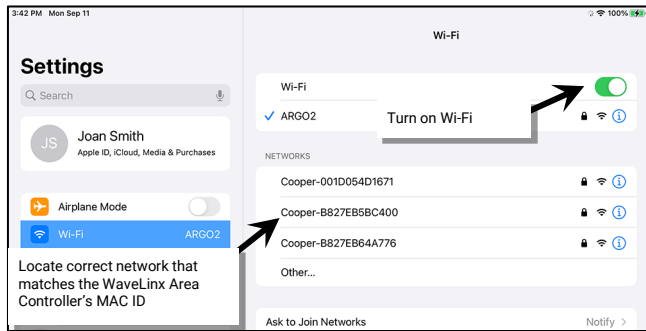 3:42 PM Mon Sep 11
100%
Wi-Fi
Settings
Search
Wi-Fi
Turn on Wi-Fi
ARGO2
JS
Joan Smith
Apple ID, iCloud, Media & Purchases
NETWORKS
Cooper-001D054D1671
Airplane Mode
Cooper-B827EB5BC400
Wi-Fi ARGO2
Cooper-B827EB64A776
Locate correct network that
matches the WaveLinx Area
Controller's MAC ID
Other...
Ask to Join Networks Notify >